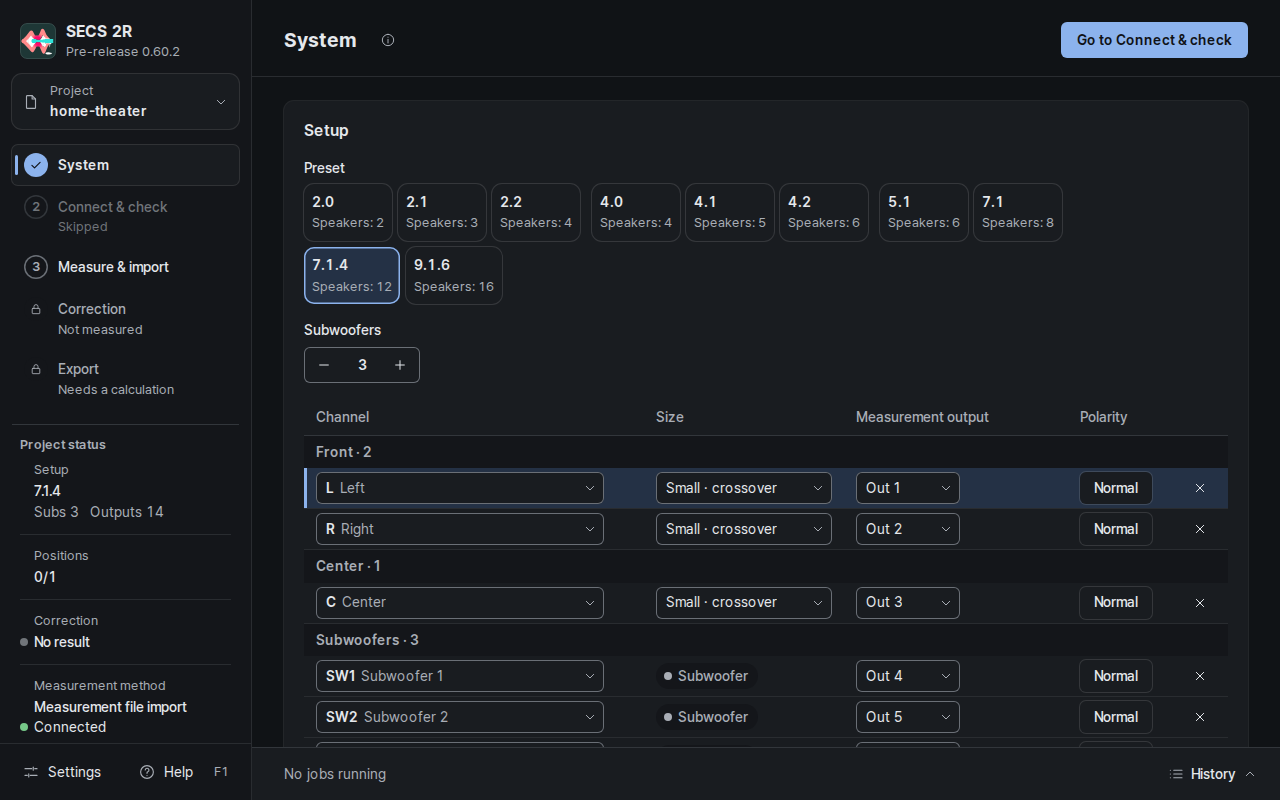 SECS 2R
Pre-release 0.60.2
Project
home-theater
System
2 Connect & check
Skipped
3 Measure & import
Correction
Not measured
Export
Needs a calculation
Project status
Setup
7.1.4
Subs 3 Outputs 14
Positions
0/1
Correction
No result
Measurement method
Measurement file import
Connected
Settings Help F1
System
Go to Connect & check
Setup
Preset
2.0
Speakers: 2
2.1
Speakers: 3
2.2
Speakers: 4
4.0
Speakers: 4
4.1
Speakers: 5
4.2
Speakers: 6
5.1
Speakers: 6
7.1
Speakers: 8
7.1.4
Speakers: 12
9.1.6
Speakers: 16
Subwoofers
3
Channel Size Measurement output Polarity
Front · 2
L Left Small · crossover Out 1 Normal
R Right Small · crossover Out 2 Normal
Center · 1
C Center Small · crossover Out 3 Normal
Subwoofers · 3
SW1 Subwoofer 1 Subwoofer Out 4 Normal
SW2 Subwoofer 2 Subwoofer Out 5 Normal
No jobs running
History